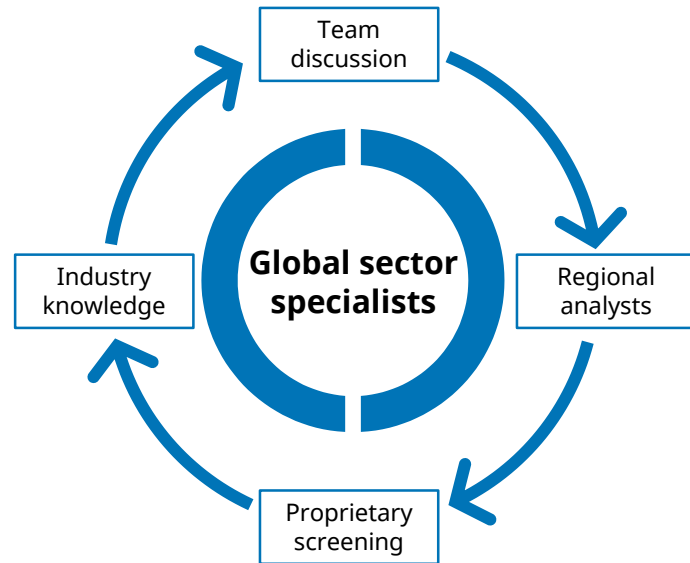 Team
discussion
Global sector
specialists
Industry
knowledge
Regional
analysts
Proprietary
screening